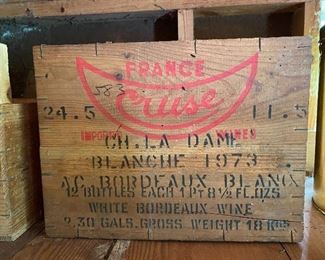 FRANCE
583
Cruse
24.5 11.5
IMPORTED WINES
CH. LA DAME
BLANCHE 1973
AC BORDEAUX BLANC
12 BOTTLES EACH 1 PT 8½ FL.OZS
WHITE BORDEAUX WINE
2.30 GALS. GROSS WEIGHT 18 KGS